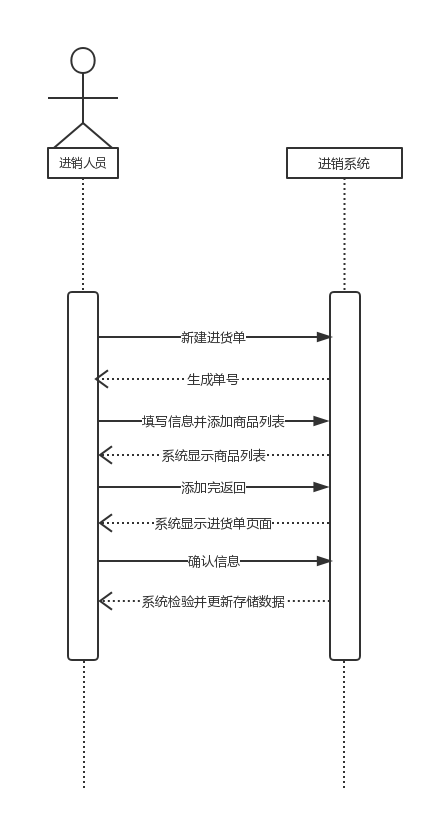 进销人员
进销系统
新建进货单
生成单号
填写信息并添加商品列表
系统显示商品列表
添加完返回
系统显示进货单页面
确认信息
系统检验并更新存储数据